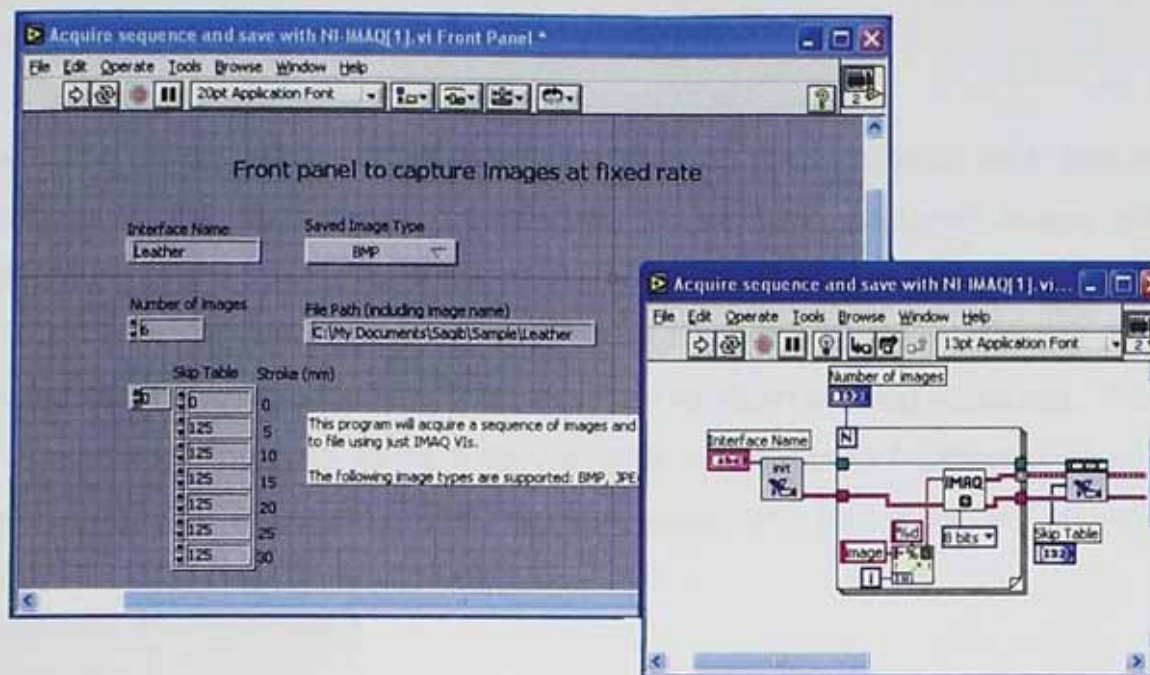 Acquire sequence and save with NI-IMAQ[1].vi Front Panel *
File Edit Operate Tools Browse Window Help
20pt Application Font
2
Front panel to capture images at fixed rate
Interface Name
Leather
Saved Image Type
BMP
Number of images
6
File Path (including image name)
C:\My Documents\Saqib\Sample\Leather
Skip Table Stroke (mm)
0 0 0
125 5
125 10
125 15
125 20
125 25
125 30
This program will acquire a sequence of images and
to file using just IMAQ VIs.
The following image types are supported: BMP, JPE
Acquire sequence and save with NI-IMAQ[1].vi...
File Edit Operate Tools Browse Window Help
13pt Application Font
2
Number of images
I32
N
Interface Name
abc
INIT
IMAQ
%d
8 bits
Image
i
Skip Table
I32